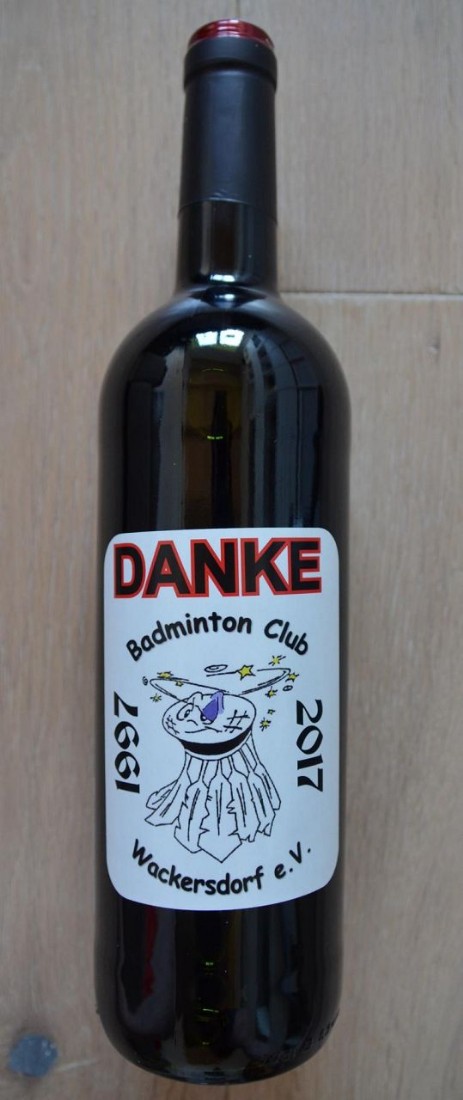 DANKE
Badminton Club
1997
2017
Wackersdorf e.V.